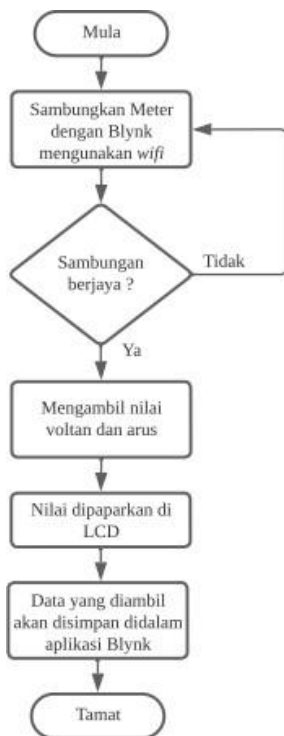 Mula
Sambungkan Meter
dengan Blynk
mengunakan wifi
Sambungan
berjaya ?
Tidak
Ya
Mengambil nilai
voltan dan arus
Nilai dipaparkan di
LCD
Data yang diambil
akan disimpan didalam
aplikasi Blynk
Tamat